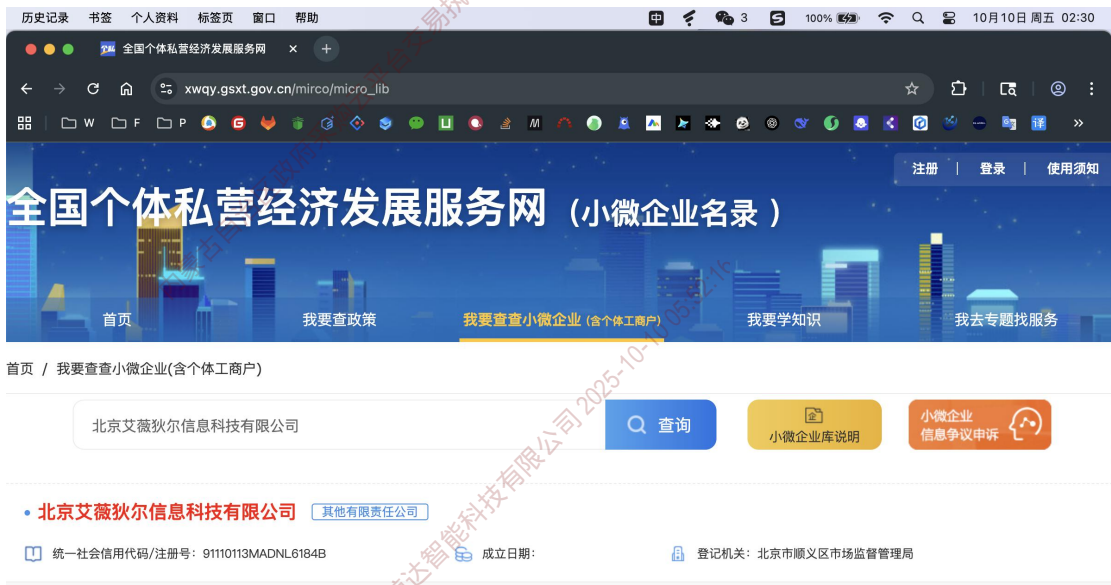 历史记录 书签 个人资料 标签页 窗口 帮助 中 3 100% 10月10日 周五 02:30
全国个体私营经济发展服务网
xwqy.gsxt.gov.cn/mirco/micro_lib
W F P 译
注册 | 登录 | 使用须知
全国个体私营经济发展服务网（小微企业名录 ）
首页 我要查政策 我要查查小微企业 (含个体工商户) 我要学知识 我去专题找服务
首页 / 我要查查小微企业(含个体工商户)
北京艾薇狄尔信息科技有限公司 查询
小微企业库说明
小微企业
信息争议申诉
北京艾薇狄尔信息科技有限公司 其他有限责任公司
统一社会信用代码/注册号：91110113MADNL6184B 成立日期： 登记机关：北京市顺义区市场监督管理局